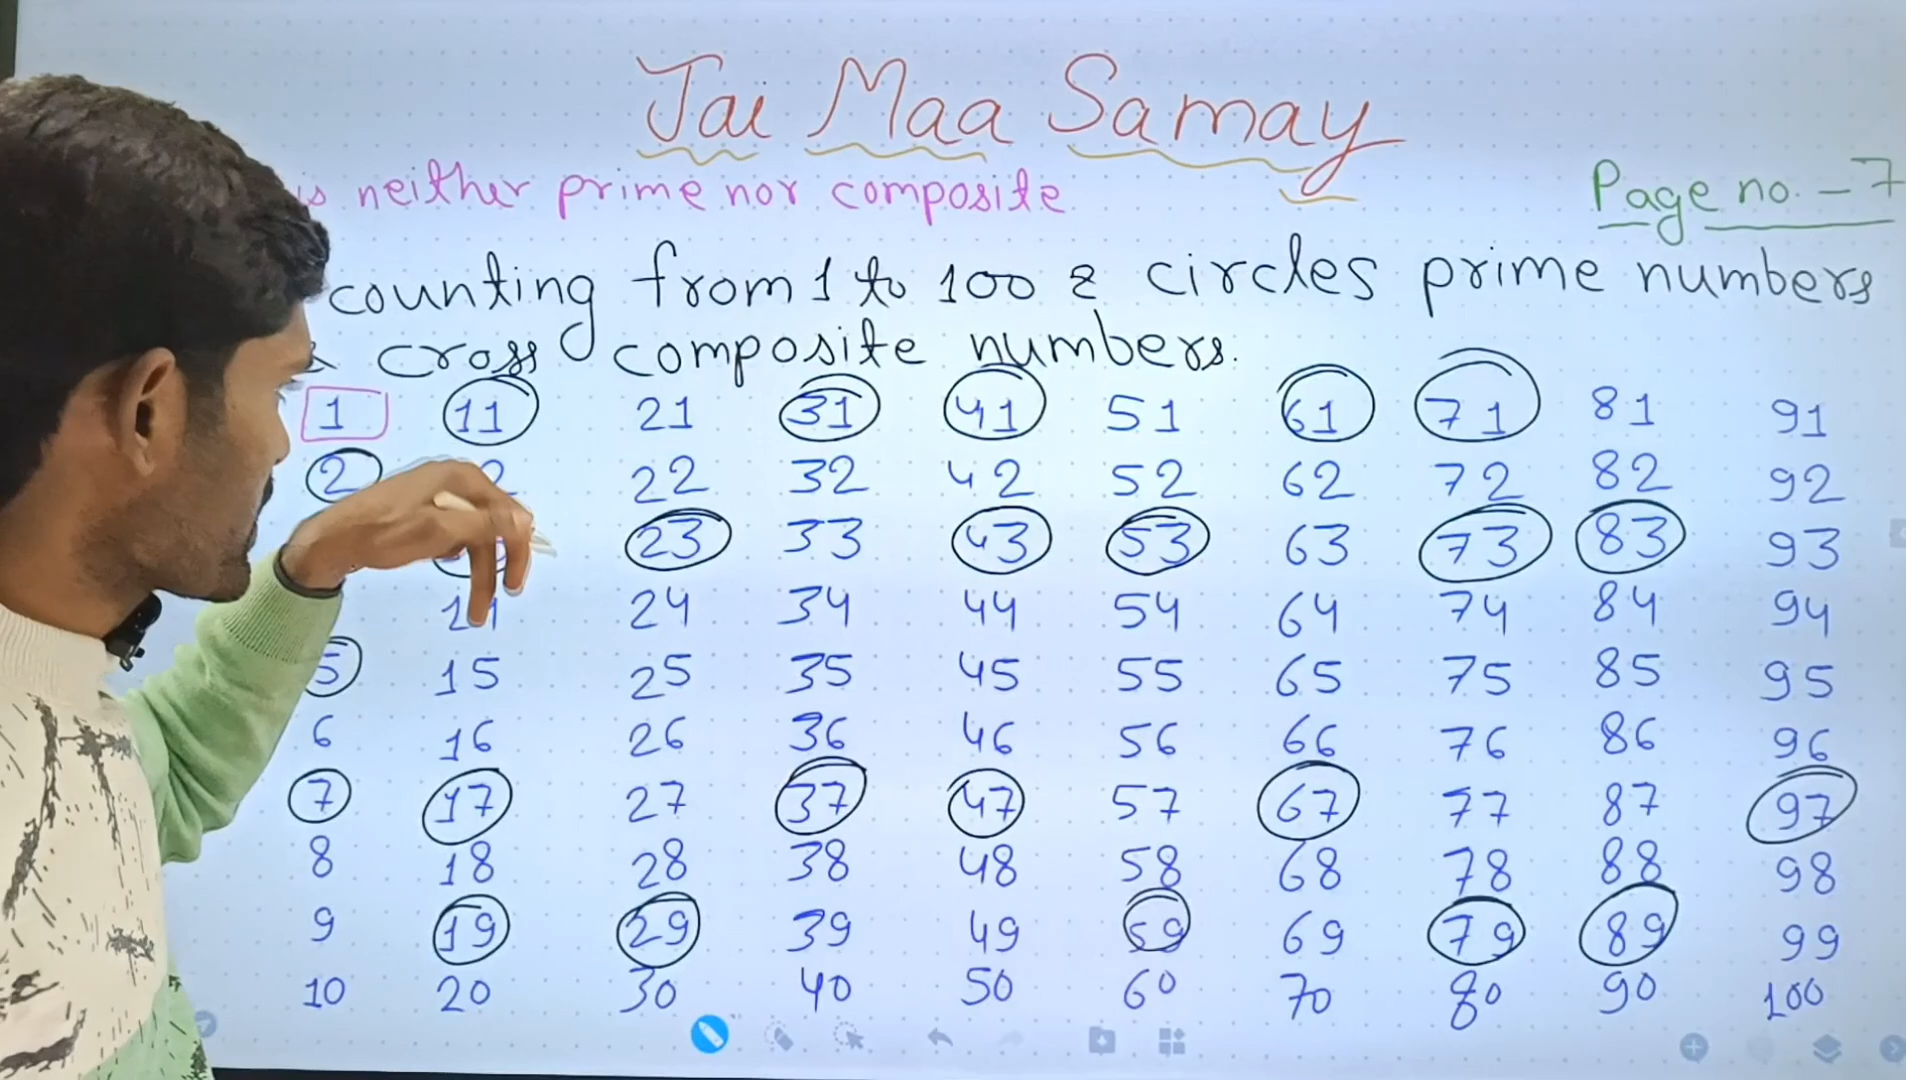 Jai Maa Samay
is neither prime nor composite
Page no. - 7
counting from 1 to 100 & circles prime numbers
& cross composite numbers.
1 11 21 31 41 51 61 71 81 91
2 22 32 42 52 62 72 82 92
23 33 43 53 63 73 83 93
14 24 34 44 54 64 74 84 94
5 15 25 35 45 55 65 75 85 95
6 16 26 36 46 56 66 76 86 96
7 17 27 37 47 57 67 77 87 97
8 18 28 38 48 58 68 78 88 98
9 19 29 39 49 59 69 79 89 99
10 20 30 40 50 60 70 80 90 100